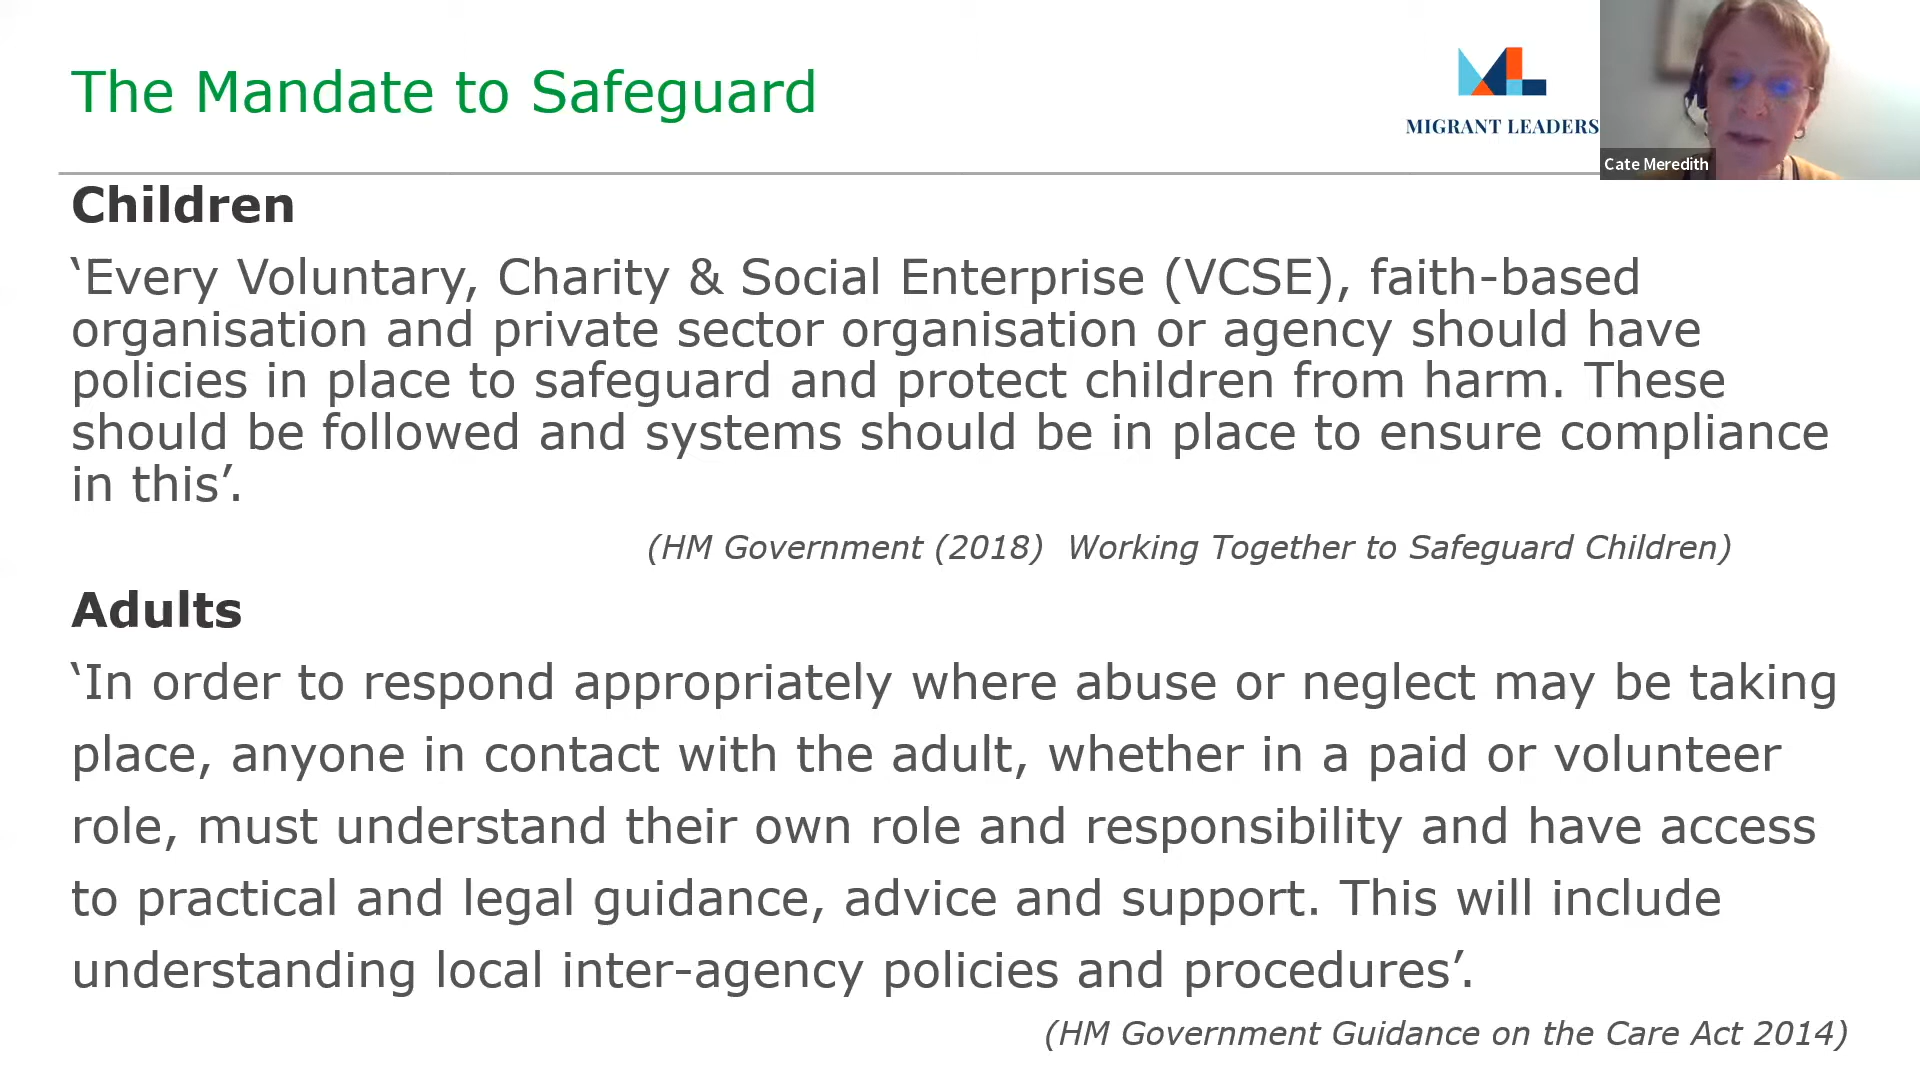 The Mandate to Safeguard
MIGRANT LEADERS
Cate Meredith
Children
‘Every Voluntary, Charity & Social Enterprise (VCSE), faith-based
organisation and private sector organisation or agency should have
policies in place to safeguard and protect children from harm. These
should be followed and systems should be in place to ensure compliance
in this’.
(HM Government (2018)  Working Together to Safeguard Children)
Adults
‘In order to respond appropriately where abuse or neglect may be taking
place, anyone in contact with the adult, whether in a paid or volunteer
role, must understand their own role and responsibility and have access
to practical and legal guidance, advice and support. This will include
understanding local inter-agency policies and procedures’.
(HM Government Guidance on the Care Act 2014)